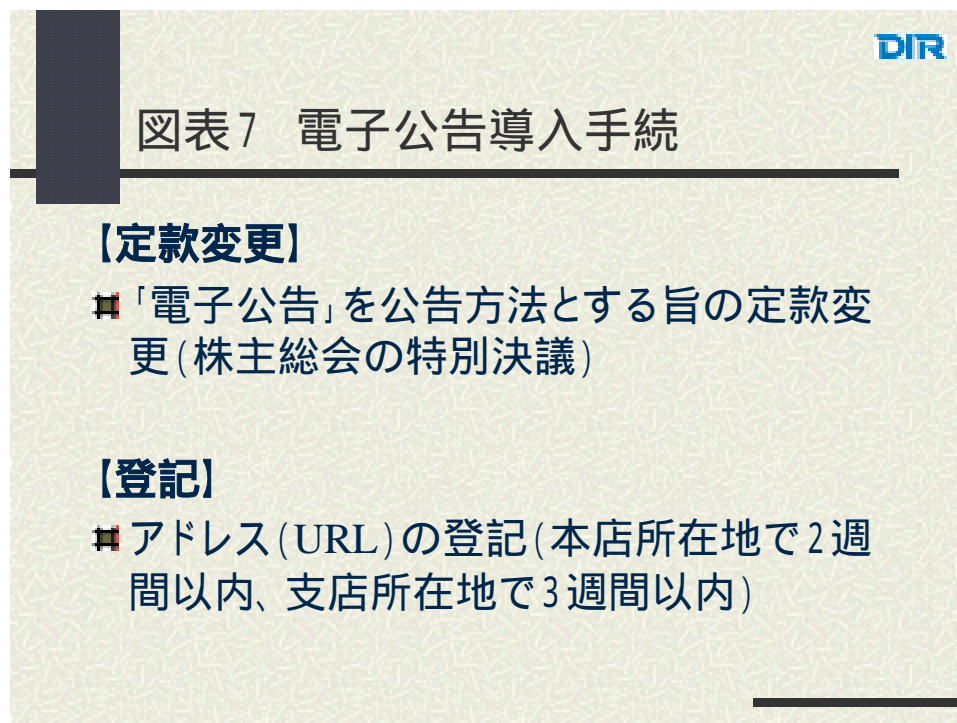 DIR
図表7　電子公告導入手続
【定款変更】
「電子公告」を公告方法とする旨の定款変
更(株主総会の特別決議)
【登記】
アドレス(URL)の登記(本店所在地で2週
間以内、支店所在地で3週間以内)